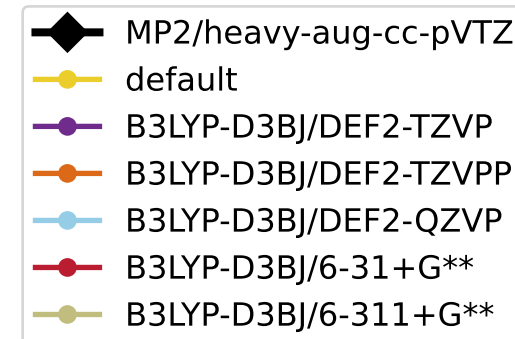 MP2/heavy-aug-cc-pVTZ
default
B3LYP-D3BJ/DEF2-TZVP
B3LYP-D3BJ/DEF2-TZVPP
B3LYP-D3BJ/DEF2-QZVP
B3LYP-D3BJ/6-31+G**
B3LYP-D3BJ/6-311+G**